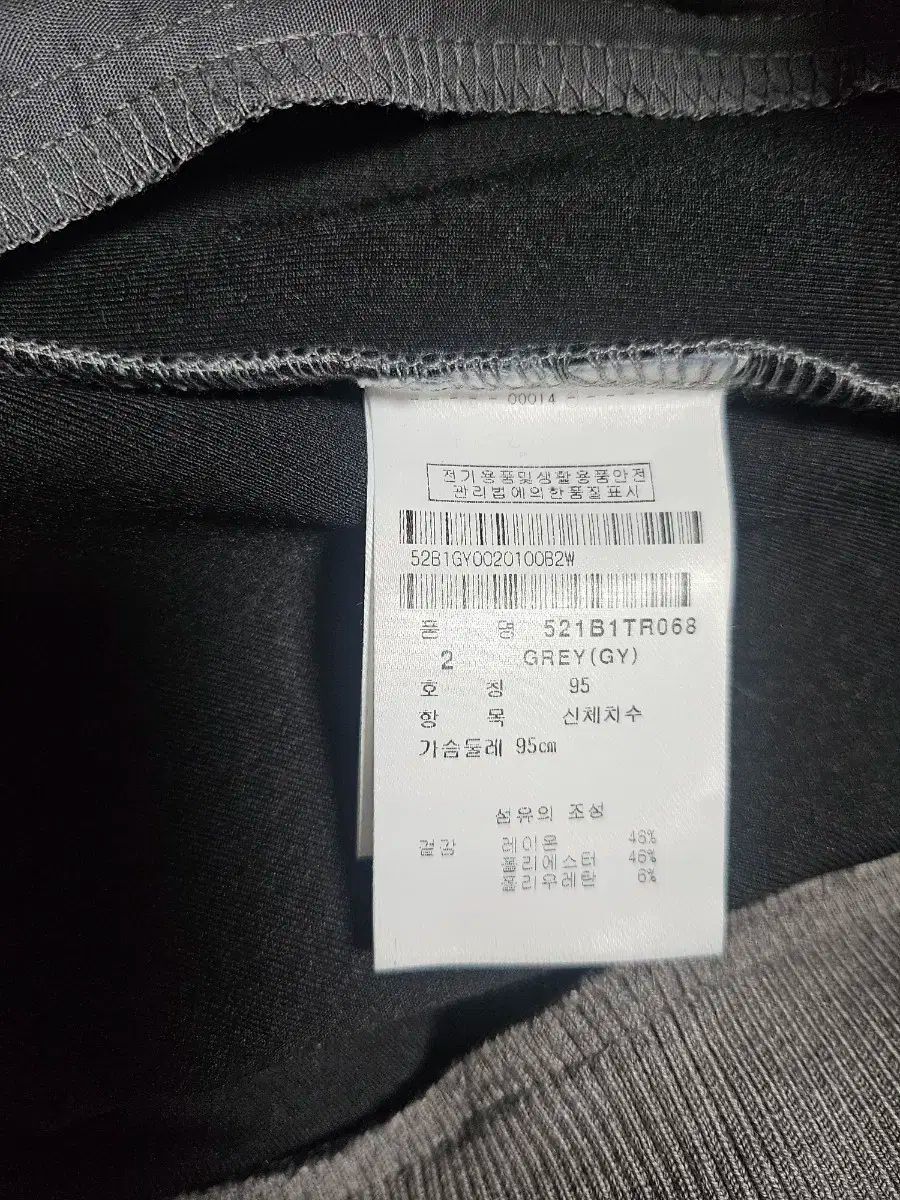 00014
전기용품및생활용품안전
관리법에의한품질표시
52B1GY0020100B2W
품 명 521B1TR068
2 GREY(GY)
호 칭 95
항 목 신체치수
가슴둘레 95cm
섬유의 조성
겉감 레이온 46%
폴리에스터 46%
폴리우레탄 6%